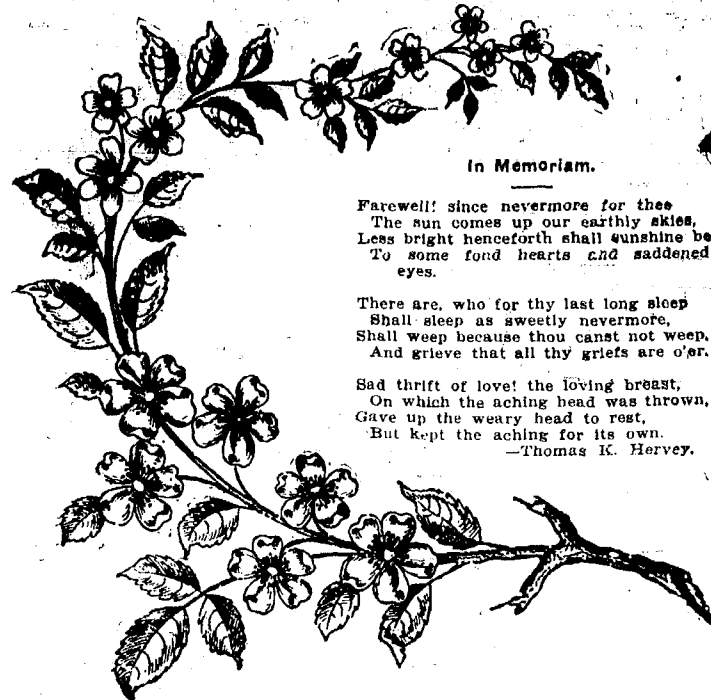 In Memoriam.
Farewell! since nevermore for thee
The sun comes up our earthly skies,
Less bright henceforth shall sunshine be
To some fond hearts and saddened
eyes.
There are, who for thy last long sleep
Shall sleep as sweetly nevermore,
Shall weep because thou canst not weep,
And grieve that all thy griefs are o'er.
Sad thrift of love! the loving breast,
On which the aching head was thrown,
Gave up the weary head to rest,
But kept the aching for its own.
—Thomas K. Hervey.